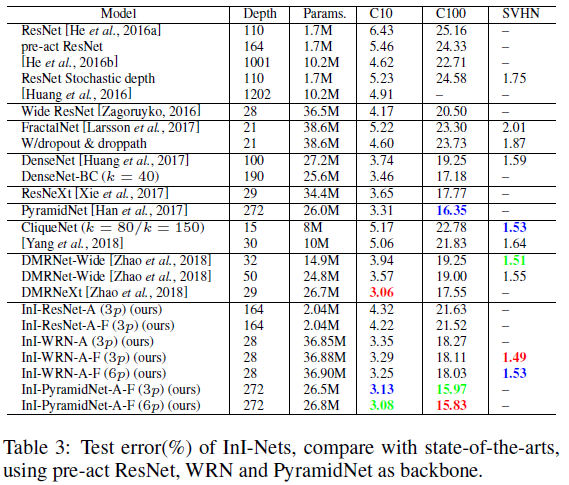 Model Depth Params. C10 C100 SVHN
ResNet [He et al., 2016a] 110 1.7M 6.43 25.16 –
pre-act ResNet 164 1.7M 5.46 24.33 –
[He et al., 2016b] 1001 10.2M 4.62 22.71 –
ResNet Stochastic depth 110 1.7M 5.23 24.58 1.75
[Huang et al., 2016] 1202 10.2M 4.91 – –
Wide ResNet [Zagoruyko, 2016] 28 36.5M 4.17 20.50 –
FractalNet [Larsson et al., 2017] 21 38.6M 5.22 23.30 2.01
W/dropout & droppath 21 38.6M 4.60 23.73 1.87
DenseNet [Huang et al., 2017] 100 27.2M 3.74 19.25 1.59
DenseNet-BC (k = 40) 190 25.6M 3.46 17.18 –
ResNeXt [Xie et al., 2017] 29 34.4M 3.65 17.77 –
PyramidNet [Han et al., 2017] 272 26.0M 3.31 16.35 –
CliqueNet (k = 80/k = 150) 15 8M 5.17 22.78 1.53
[Yang et al., 2018] 30 10M 5.06 21.83 1.64
DMRNet-Wide [Zhao et al., 2018] 32 14.9M 3.94 19.25 1.51
DMRNet-Wide [Zhao et al., 2018] 50 24.8M 3.57 19.00 1.55
DMRNeXt [Zhao et al., 2018] 29 26.7M 3.06 17.55 –
InI-ResNet-A (3p) (ours) 164 2.04M 4.32 21.63 –
InI-ResNet-A-F (3p) (ours) 164 2.04M 4.22 21.52 –
InI-WRN-A (3p) (ours) 28 36.85M 3.35 18.27 –
InI-WRN-A-F (3p) (ours) 28 36.88M 3.29 18.11 1.49
InI-WRN-A-F (6p) (ours) 28 36.90M 3.25 18.03 1.53
InI-PyramidNet-A-F (3p) (ours) 272 26.5M 3.13 15.97 –
InI-PyramidNet-A-F (6p) (ours) 272 26.8M 3.08 15.83 –
Table 3: Test error(%) of InI-Nets, compare with state-of-the-arts,
using pre-act ResNet, WRN and PyramidNet as backbone.